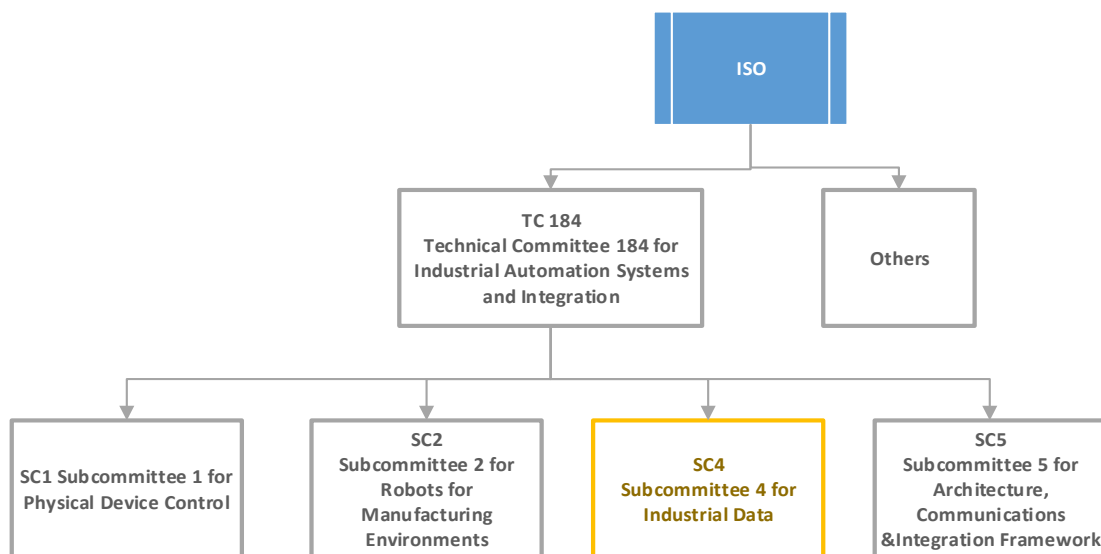 ISO
TC 184
Technical Committee 184 for
Industrial Automation Systems
and Integration
Others
SC1 Subcommittee 1 for
Physical Device Control
SC2
Subcommittee 2 for
Robots for
Manufacturing
Environments
SC4
Subcommittee 4 for
Industrial Data
SC5
Subcommittee 5 for
Architecture,
Communications
&Integration Framework